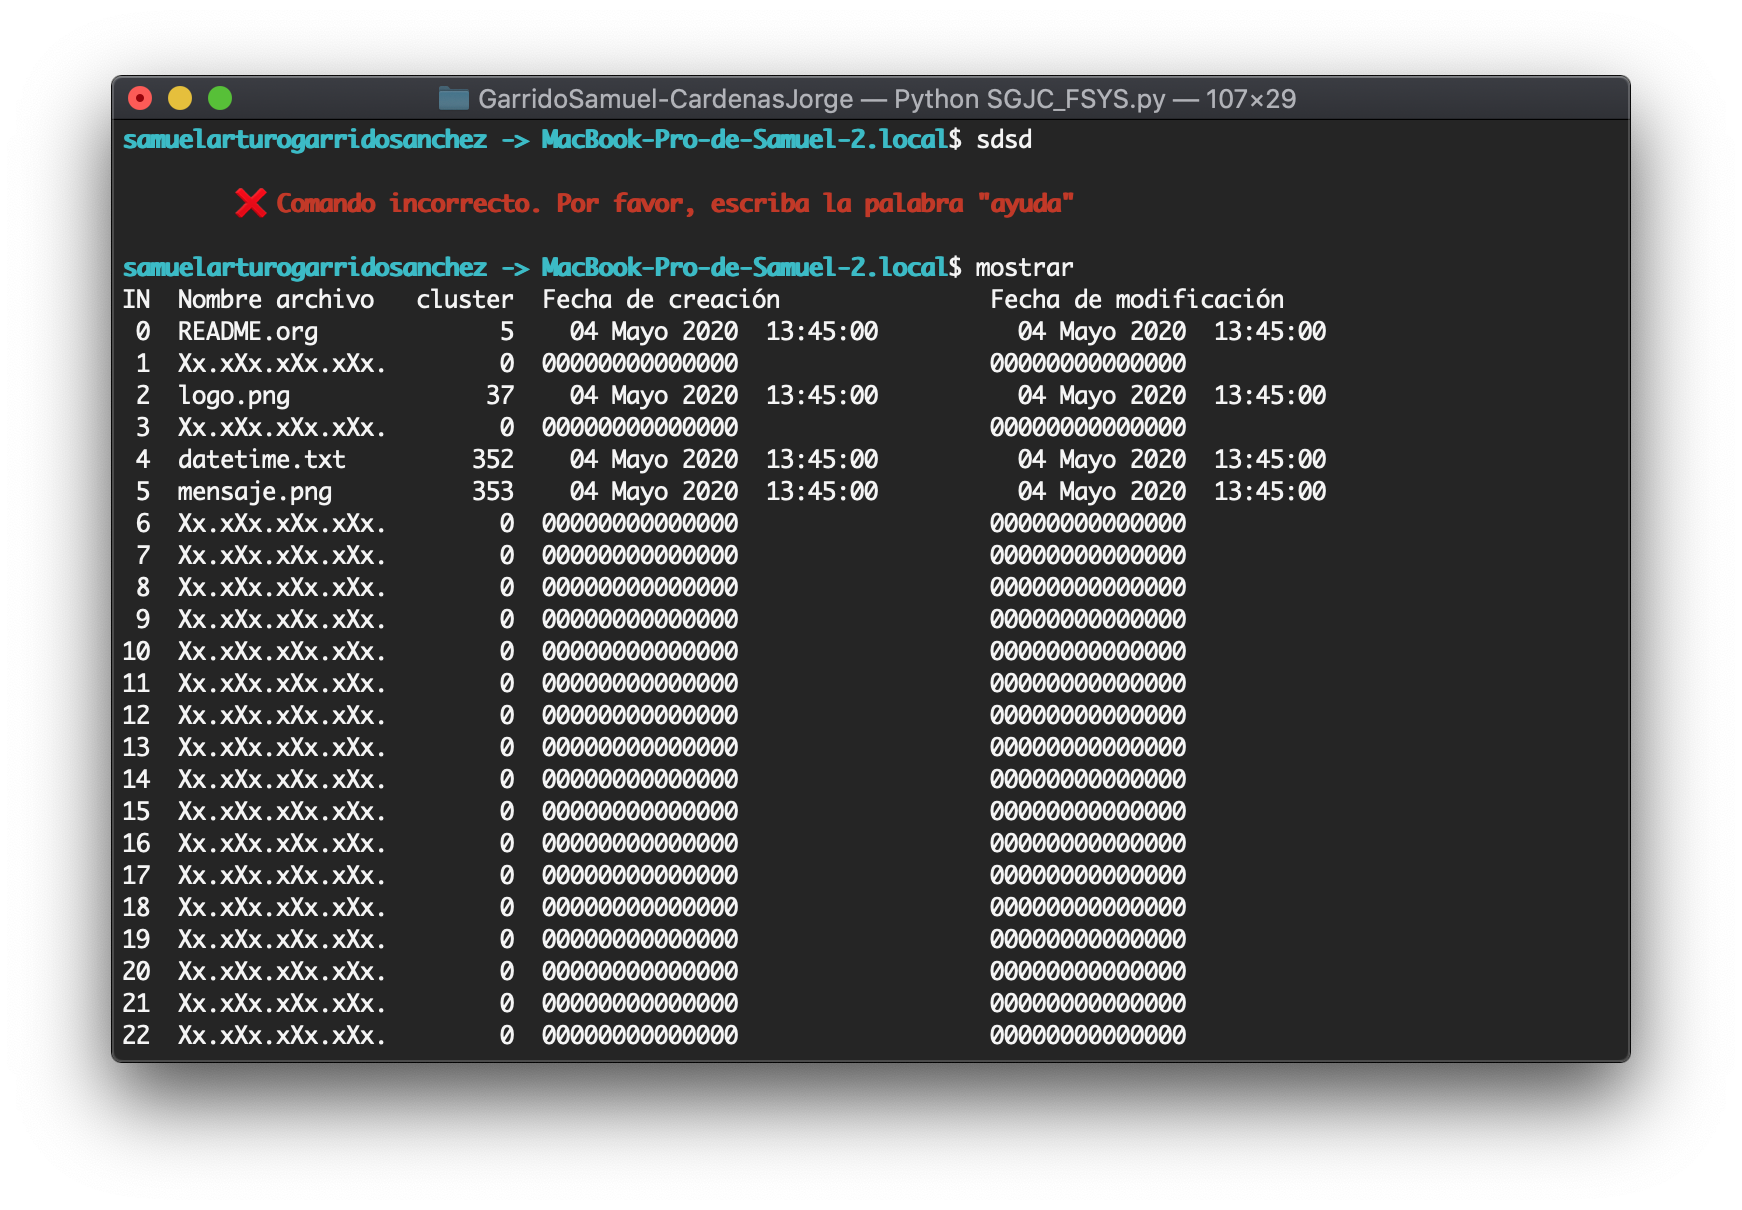 GarridoSamuel-CardenasJorge — Python SGJC_FSYS.py — 107×29
samuelarturogarridosanchez -> MacBook-Pro-de-Samuel-2.local$ sdsd
❌ Comando incorrecto. Por favor, escriba la palabra "ayuda"
samuelarturogarridosanchez -> MacBook-Pro-de-Samuel-2.local$ mostrar
IN  Nombre archivo   cluster  Fecha de creación               Fecha de modificación
 0  README.org             5    04 Mayo 2020  13:45:00          04 Mayo 2020  13:45:00
 1  Xx.xXx.xXx.xXx.        0  00000000000000                  00000000000000
 2  logo.png              37    04 Mayo 2020  13:45:00          04 Mayo 2020  13:45:00
 3  Xx.xXx.xXx.xXx.        0  00000000000000                  00000000000000
 4  datetime.txt         352    04 Mayo 2020  13:45:00          04 Mayo 2020  13:45:00
 5  mensaje.png          353    04 Mayo 2020  13:45:00          04 Mayo 2020  13:45:00
 6  Xx.xXx.xXx.xXx.        0  00000000000000                  00000000000000
 7  Xx.xXx.xXx.xXx.        0  00000000000000                  00000000000000
 8  Xx.xXx.xXx.xXx.        0  00000000000000                  00000000000000
 9  Xx.xXx.xXx.xXx.        0  00000000000000                  00000000000000
10  Xx.xXx.xXx.xXx.        0  00000000000000                  00000000000000
11  Xx.xXx.xXx.xXx.        0  00000000000000                  00000000000000
12  Xx.xXx.xXx.xXx.        0  00000000000000                  00000000000000
13  Xx.xXx.xXx.xXx.        0  00000000000000                  00000000000000
14  Xx.xXx.xXx.xXx.        0  00000000000000                  00000000000000
15  Xx.xXx.xXx.xXx.        0  00000000000000                  00000000000000
16  Xx.xXx.xXx.xXx.        0  00000000000000                  00000000000000
17  Xx.xXx.xXx.xXx.        0  00000000000000                  00000000000000
18  Xx.xXx.xXx.xXx.        0  00000000000000                  00000000000000
19  Xx.xXx.xXx.xXx.        0  00000000000000                  00000000000000
20  Xx.xXx.xXx.xXx.        0  00000000000000                  00000000000000
21  Xx.xXx.xXx.xXx.        0  00000000000000                  00000000000000
22  Xx.xXx.xXx.xXx.        0  00000000000000                  00000000000000